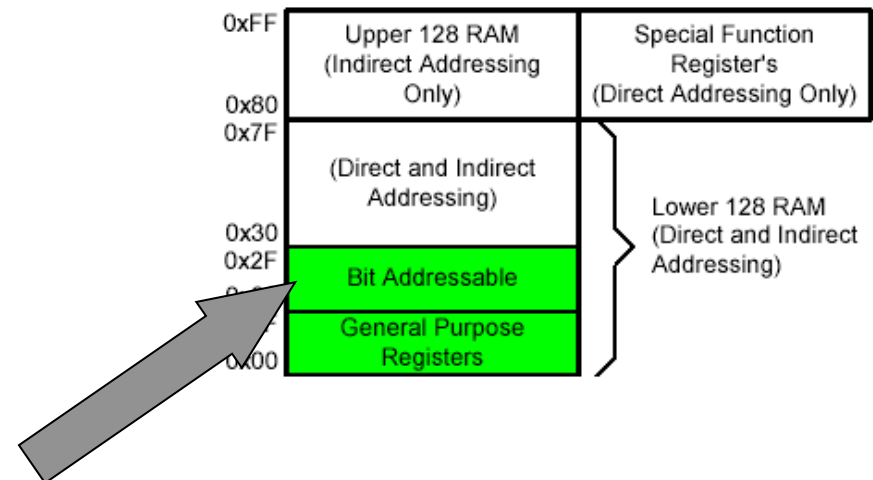 0xFF
Upper 128 RAM
(Indirect Addressing
Only)
Special Function
Register's
(Direct Addressing Only)
0x80
0x7F
(Direct and Indirect
Addressing)
Lower 128 RAM
(Direct and Indirect
Addressing)
0x30
0x2F
Bit Addressable
General Purpose
Registers